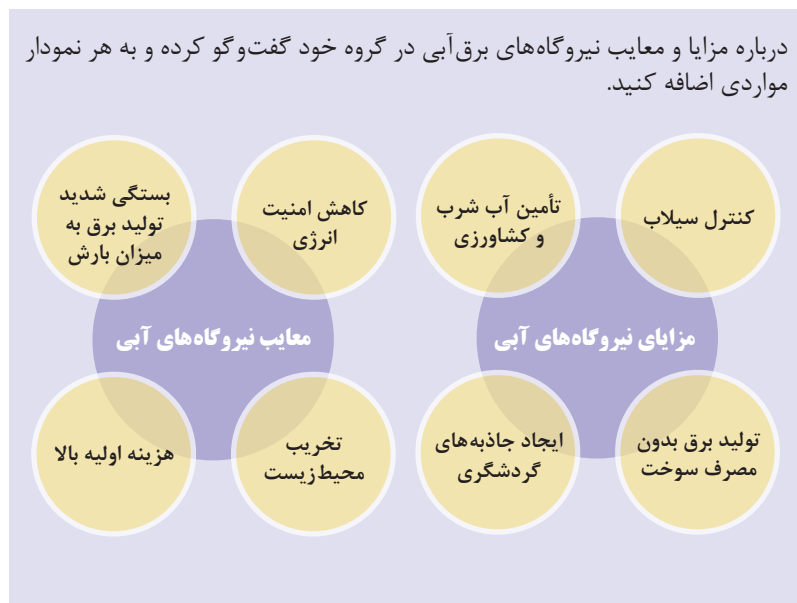 درباره مزایا و معایب نیروگاه‌های برق‌آبی در گروه خود گفت‌وگو کرده و به هر نمودار
مواردی اضافه کنید.
کنترل سیلاب
تأمین آب شرب
و کشاورزی
مزایای نیروگاه‌های آبی
تولید برق بدون
مصرف سوخت
ایجاد جاذبه‌های
گردشگری
کاهش امنیت
انرژی
بستگی شدید
تولید برق به
میزان بارش
معایب نیروگاه‌های آبی
تخریب
محیط‌زیست
هزینه اولیه بالا